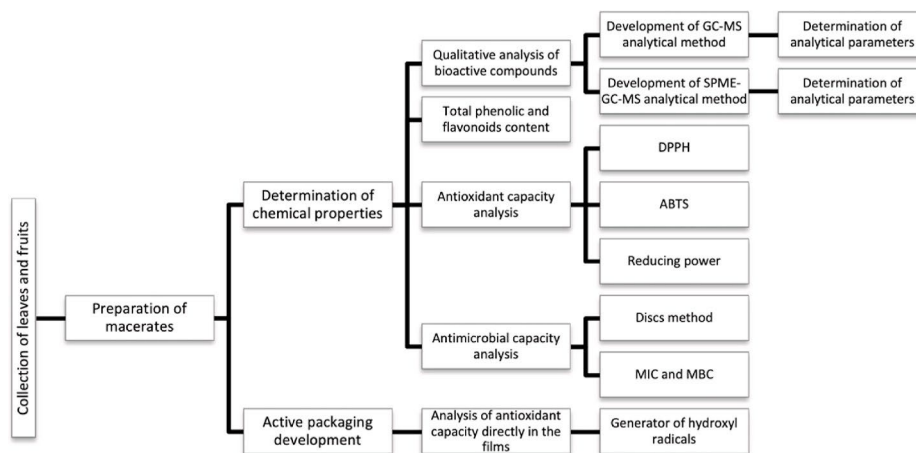 Collection of leaves and fruits
Preparation of
macerates
Determination of
chemical properties
Qualitative analysis of
bioactive compounds
Development of GC-MS
analytical method
Determination of
analytical parameters
Development of SPME-
GC-MS analytical method
Determination of
analytical parameters
Total phenolic and
flavonoids content
Antioxidant capacity
analysis
DPPH
ABTS
Reducing power
Antimicrobial capacity
analysis
Discs method
MIC and MBC
Active packaging
development
Analysis of antioxidant
capacity directly in the
films
Generator of hydroxyl
radicals